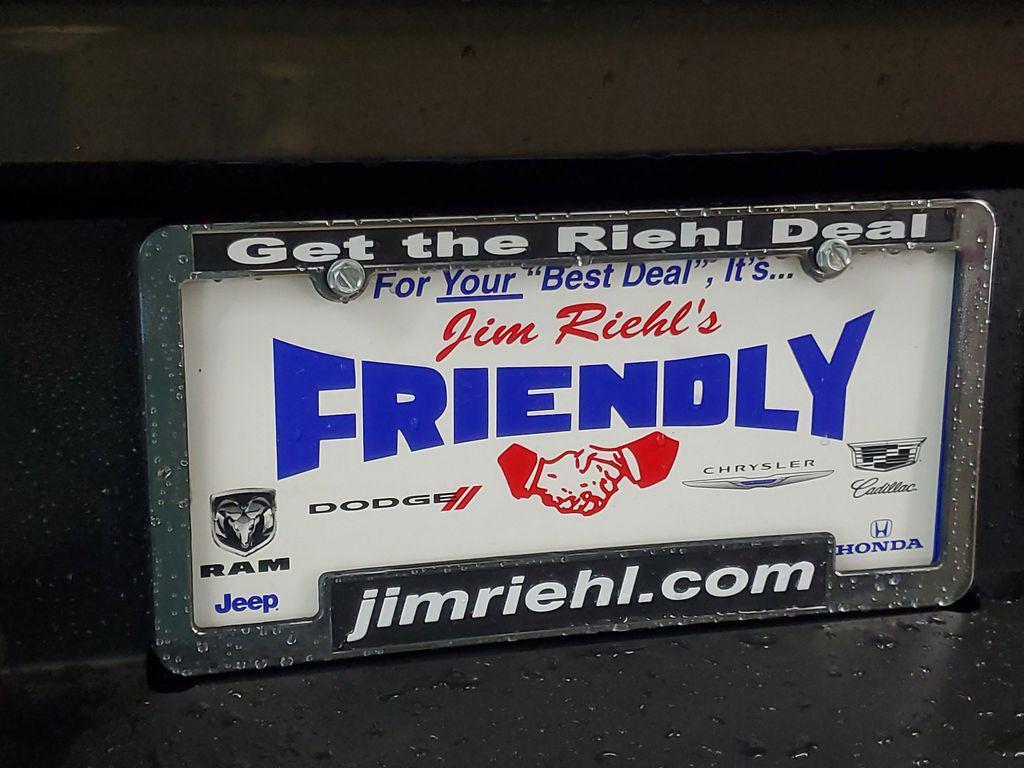 Get the Riehl Deal
For Your "Best Deal", It's...
Jim Riehl's
FRIENDLY
DODGE
CHRYSLER
Cadillac
RAM
HONDA
Jeep
jimriehl.com